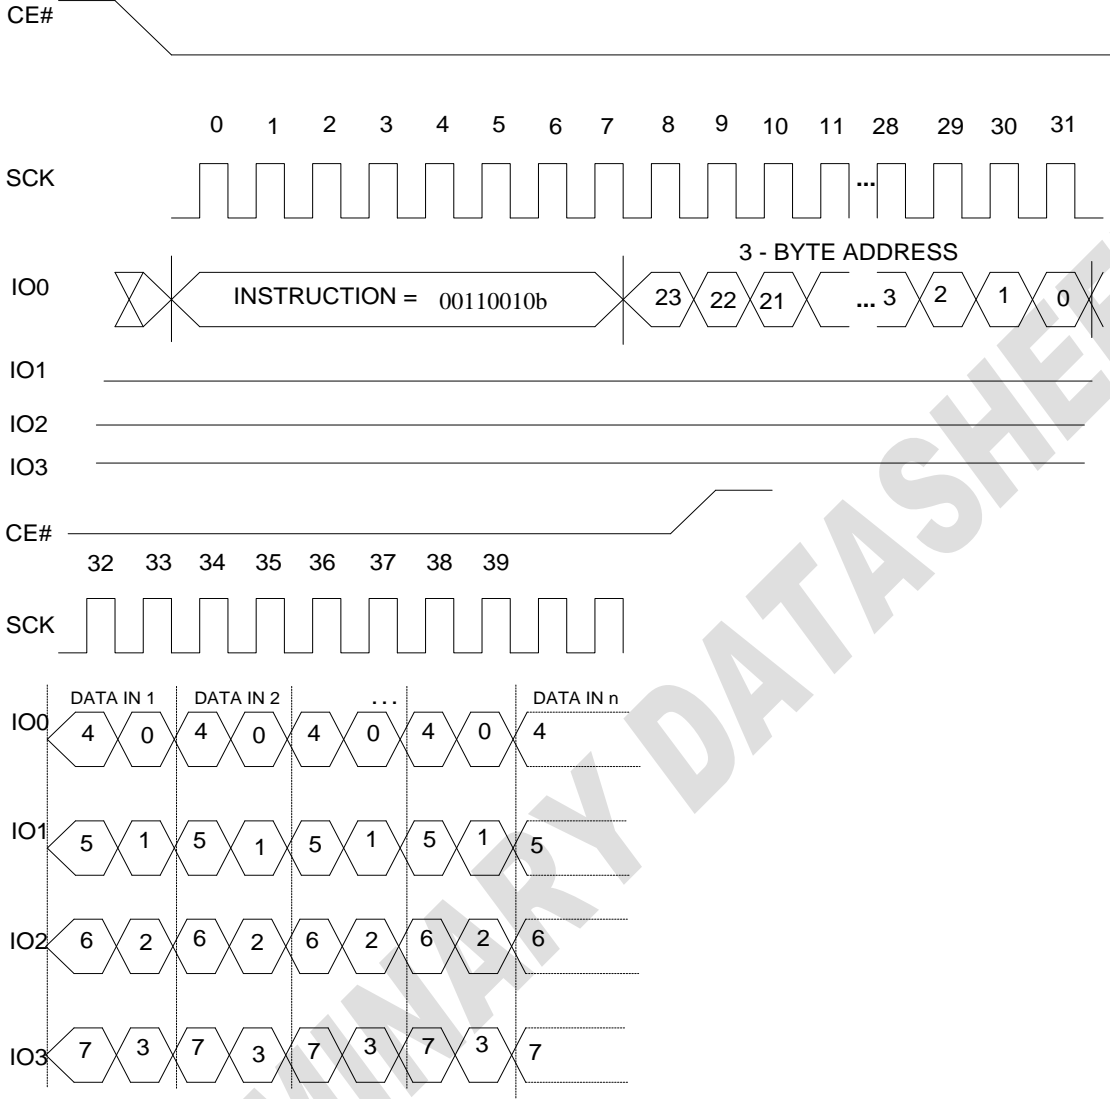 CE#
0 1 2 3 4 5 6 7 8 9 10 11 28 29 30 31
SCK ...
3 - BYTE ADDRESS
IO0 INSTRUCTION = 00110010b 23 22 21 ... 3 2 1 0
IO1
IO2
IO3
CE#
32 33 34 35 36 37 38 39
SCK
DATA IN 1 DATA IN 2 ... DATA IN n
IO0 4 0 4 0 4 0 4 0 4
IO1 5 1 5 1 5 1 5 1 5
IO2 6 2 6 2 6 2 6 2 6
IO3 7 3 7 3 7 3 7 3 7
MINARY DATASHEE